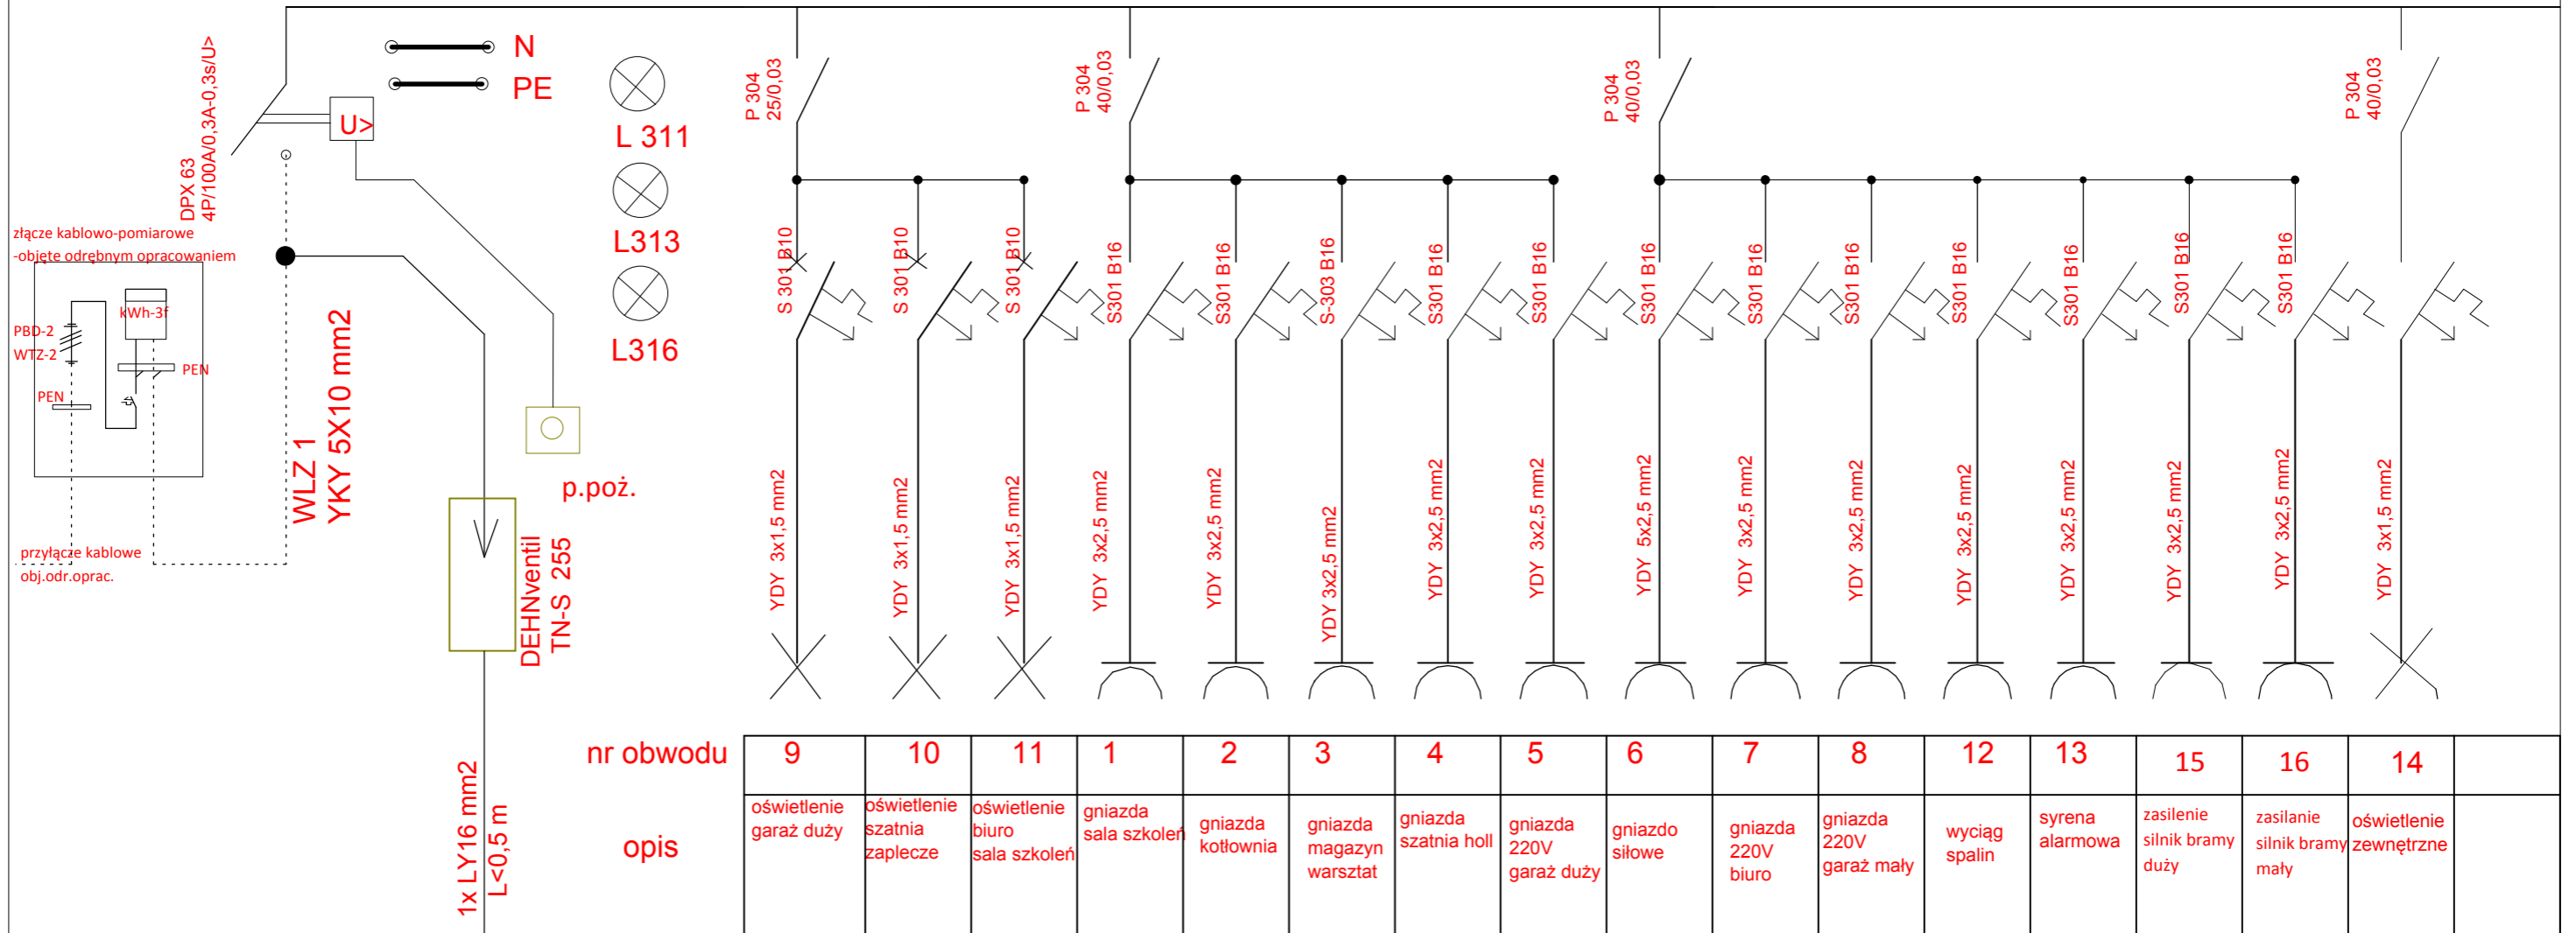 N
PE
U>
DPX 63
4P/100A/0,3A-0,3s/U>
L 311
L313
L316
złącze kablowo-pomiarowe
-objete odrębnym opracowaniem
kWh-3f
PBD-2
WTZ-2
PEN
PEN
przyłącze kablowe
obj.odr.oprac.
WLZ 1
YKY 5X10 mm2
p.poż.
DEHNventil
TN-S 255
1x LY16 mm2
L<0,5 m
P 304
25/0,03
P 304
40/0,03
P 304
40/0,03
P 304
40/0,03
S 301 B10
S 301 B10
S 301 B10
S301 B16
S301 B16
S-303 B16
S301 B16
S301 B16
S301 B16
S301 B16
S301 B16
S301 B16
S301 B16
S301 B16
S301 B16
YDY 3x1,5 mm2
YDY 3x1,5 mm2
YDY 3x1,5 mm2
YDY 3x2,5 mm2
YDY 3x2,5 mm2
YDY 3x2,5 mm2
YDY 3x2,5 mm2
YDY 3x2,5 mm2
YDY 5x2,5 mm2
YDY 3x2,5 mm2
YDY 3x2,5 mm2
YDY 3x2,5 mm2
YDY 3x2,5 mm2
YDY 3x2,5 mm2
YDY 3x2,5 mm2
YDY 3x1,5 mm2
nr obwodu 9 10 11 1 2 3 4 5 6 7 8 12 13 15 16 14
opis
oświetlenie
garaż duży
oświetlenie
szatnia
zaplecze
oświetlenie
biuro
sala szkoleń
gniazda
sala szkoleń
gniazda
kotłownia
gniazda
magazyn
warsztat
gniazda
szatnia holl
gniazda
220V
garaż duży
gniazdo
siłowe
gniazda
220V
biuro
gniazda
220V
garaż mały
wyciąg
spalin
syrena
alarmowa
zasilenie
silnik bramy
duży
zasilanie
silnik bramy
mały
oświetlenie
zewnętrzne